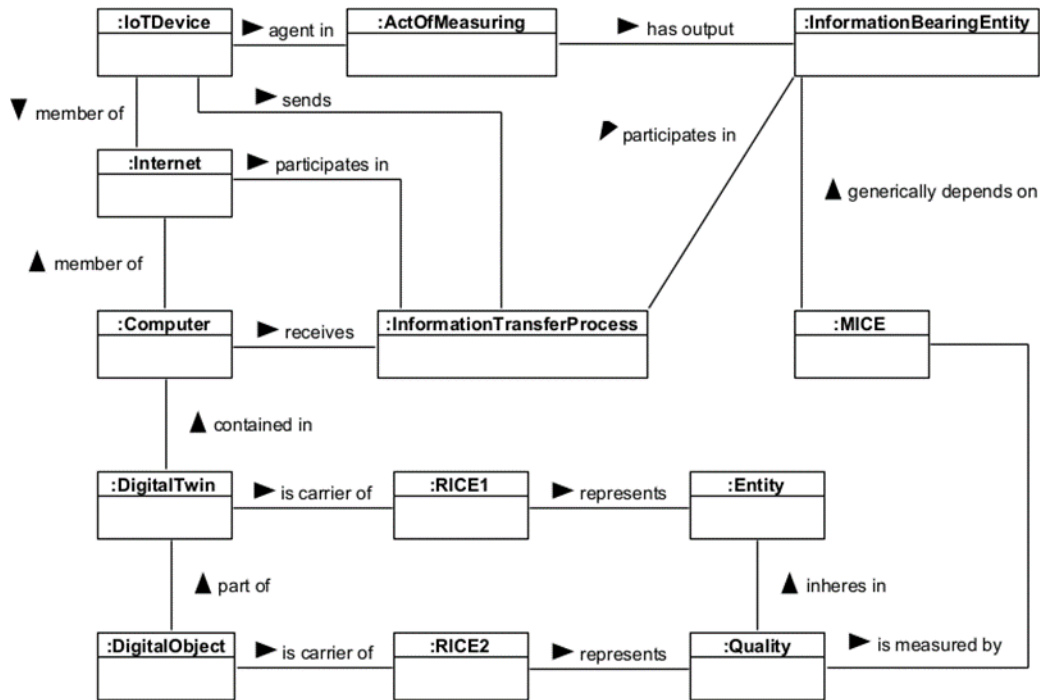 :IoTDevice
agent in
:ActOfMeasuring
has output
:InformationBearingEntity
sends
member of
participates in
:Internet
participates in
generically depends on
member of
:Computer
receives
:InformationTransferProcess
:MICE
contained in
:DigitalTwin
is carrier of
:RICE1
represents
:Entity
part of
inheres in
:DigitalObject
is carrier of
:RICE2
represents
:Quality
is measured by